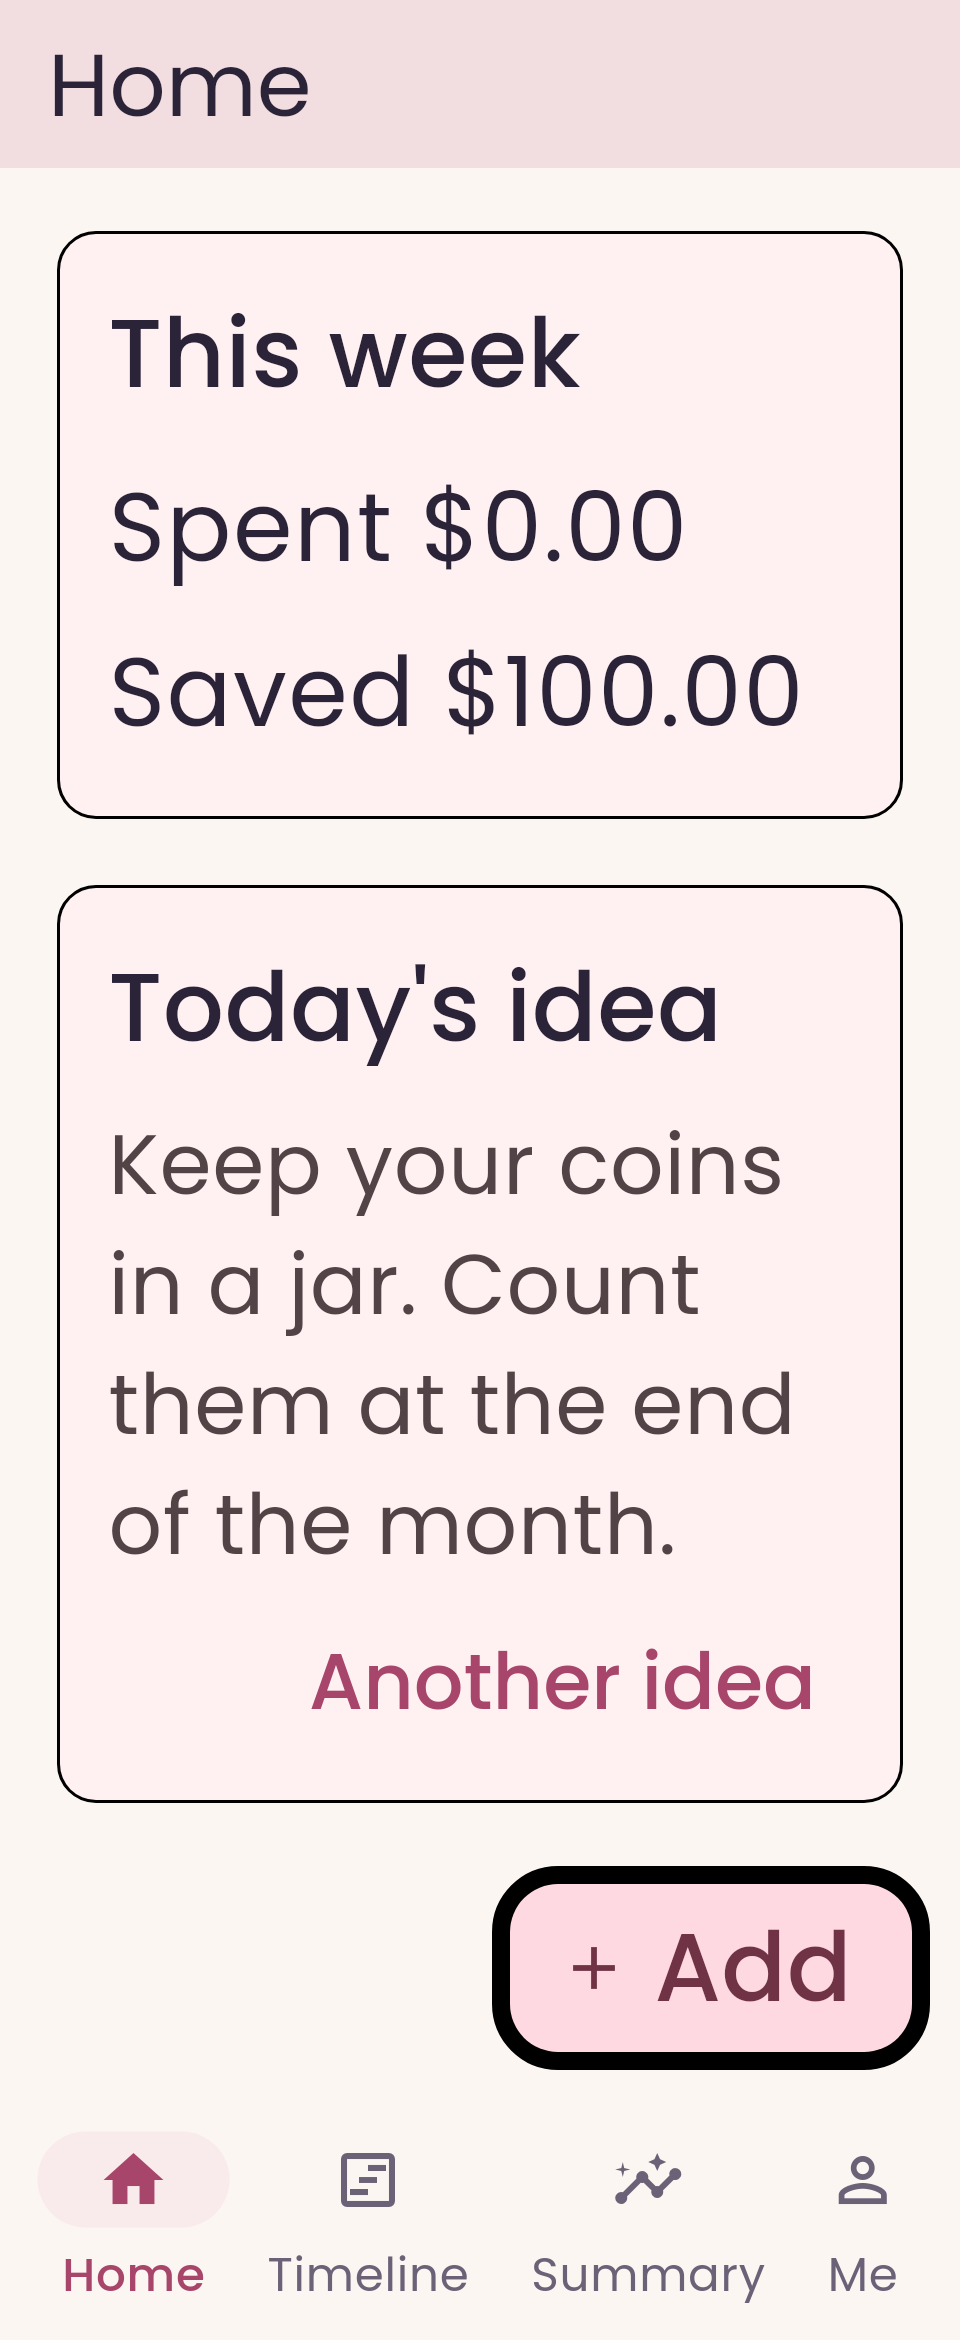 Home
This week
Spent $0.00
Saved $100.00
Today's idea
Keep your coins
in a jar. Count
them at the end
of the month.
Another idea
+ Add
Home Timeline Summary Me